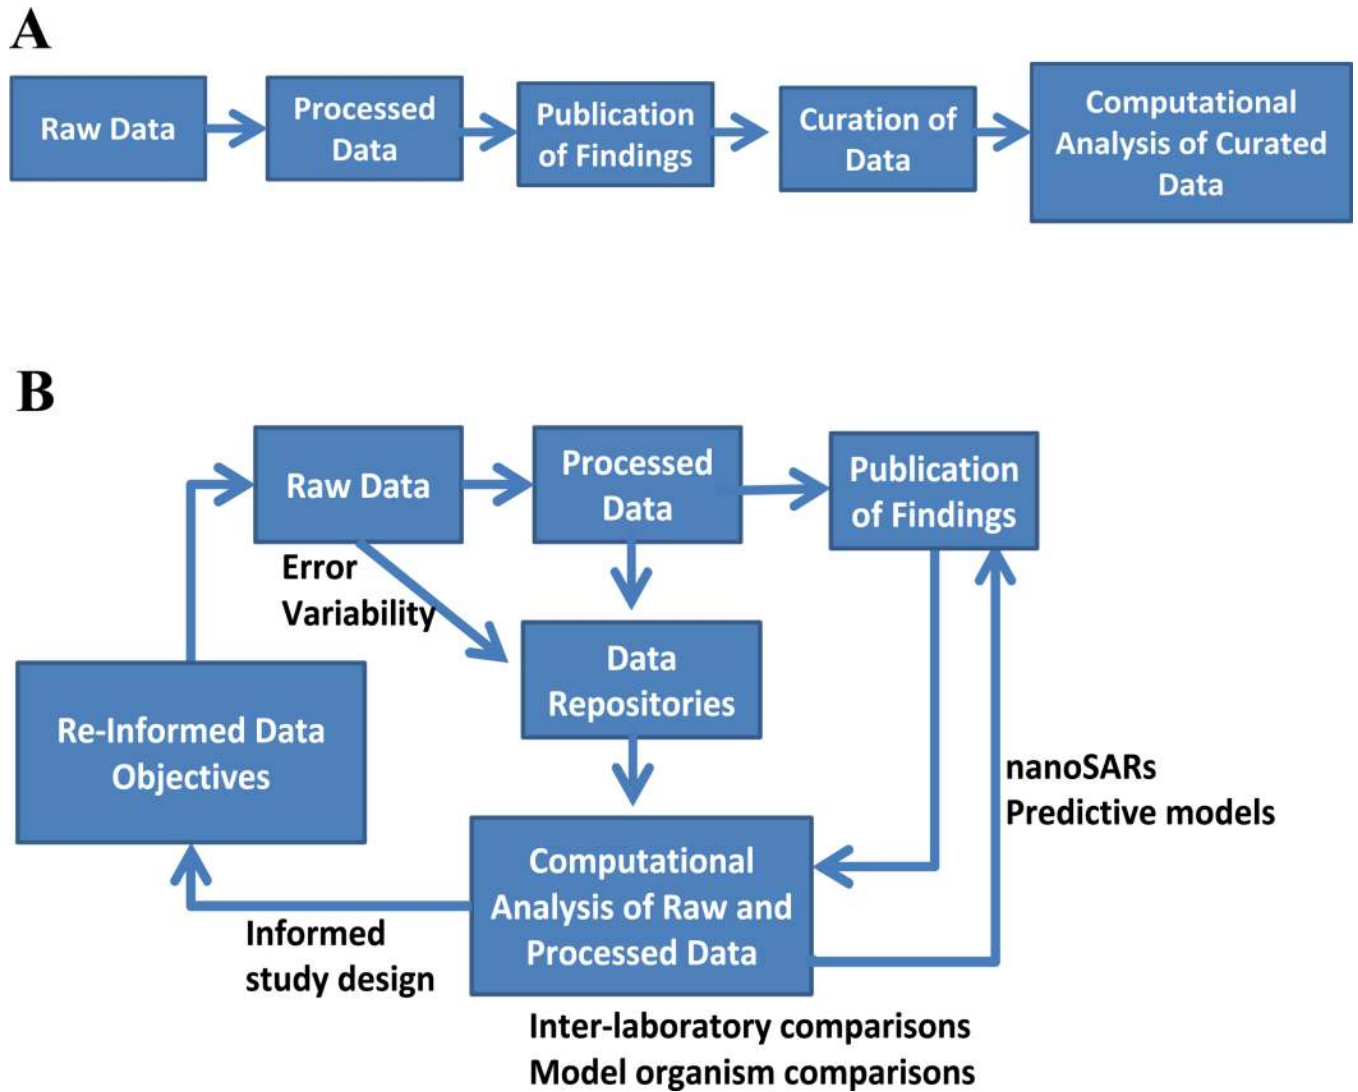 A
Raw Data
Processed
Data
Publication
of Findings
Curation of
Data
Computational
Analysis of Curated
Data
B
Raw Data
Processed
Data
Publication
of Findings
Error
Variability
Data
Repositories
Re-Informed Data
Objectives
nanoSARs
Predictive models
Computational
Analysis of Raw and
Processed Data
Informed
study design
Inter-laboratory comparisons
Model organism comparisons